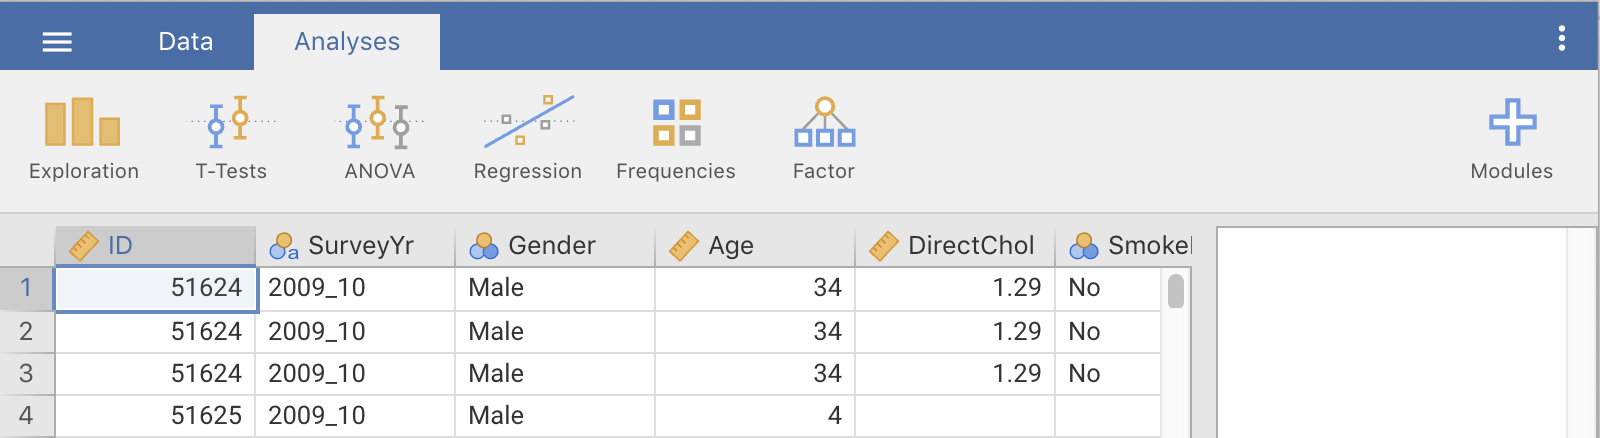 Data Analyses
Exploration T-Tests ANOVA Regression Frequencies Factor Modules
ID SurveyYr Gender Age DirectChol
1 51624 2009_10 Male 34 1.29 No
2 51624 2009_10 Male 34 1.29 No
3 51624 2009_10 Male 34 1.29 No
4 51625 2009_10 Male 4